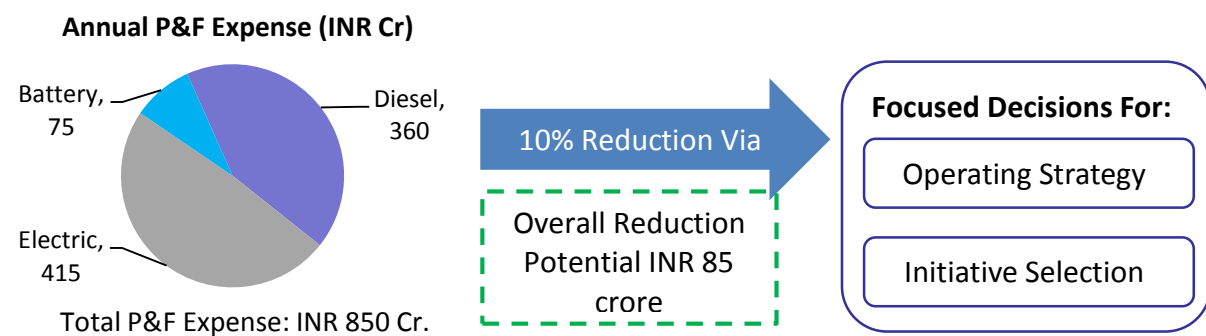 Annual P&F Expense (INR Cr)
Battery,
75
Diesel,
360
Electric,
415
Total P&F Expense: INR 850 Cr.
10% Reduction Via
Overall Reduction
Potential INR 85
crore
Focused Decisions For:
Operating Strategy
Initiative Selection